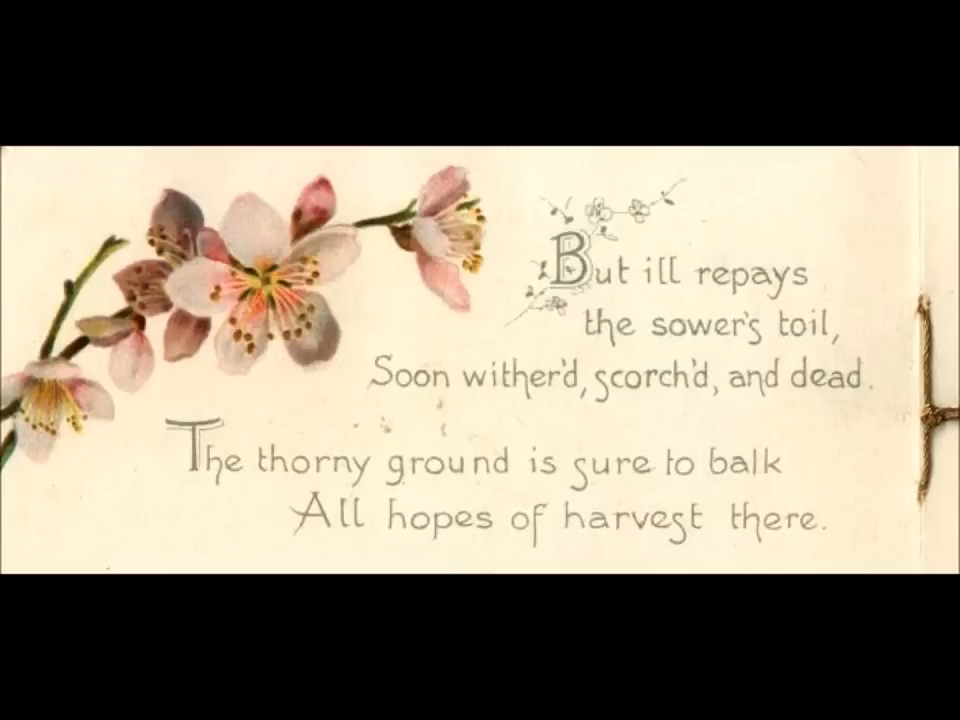 But ill repays
the sower's toil,
Soon wither'd, scorch'd, and dead.
The thorny ground is sure to balk
All hopes of harvest there.